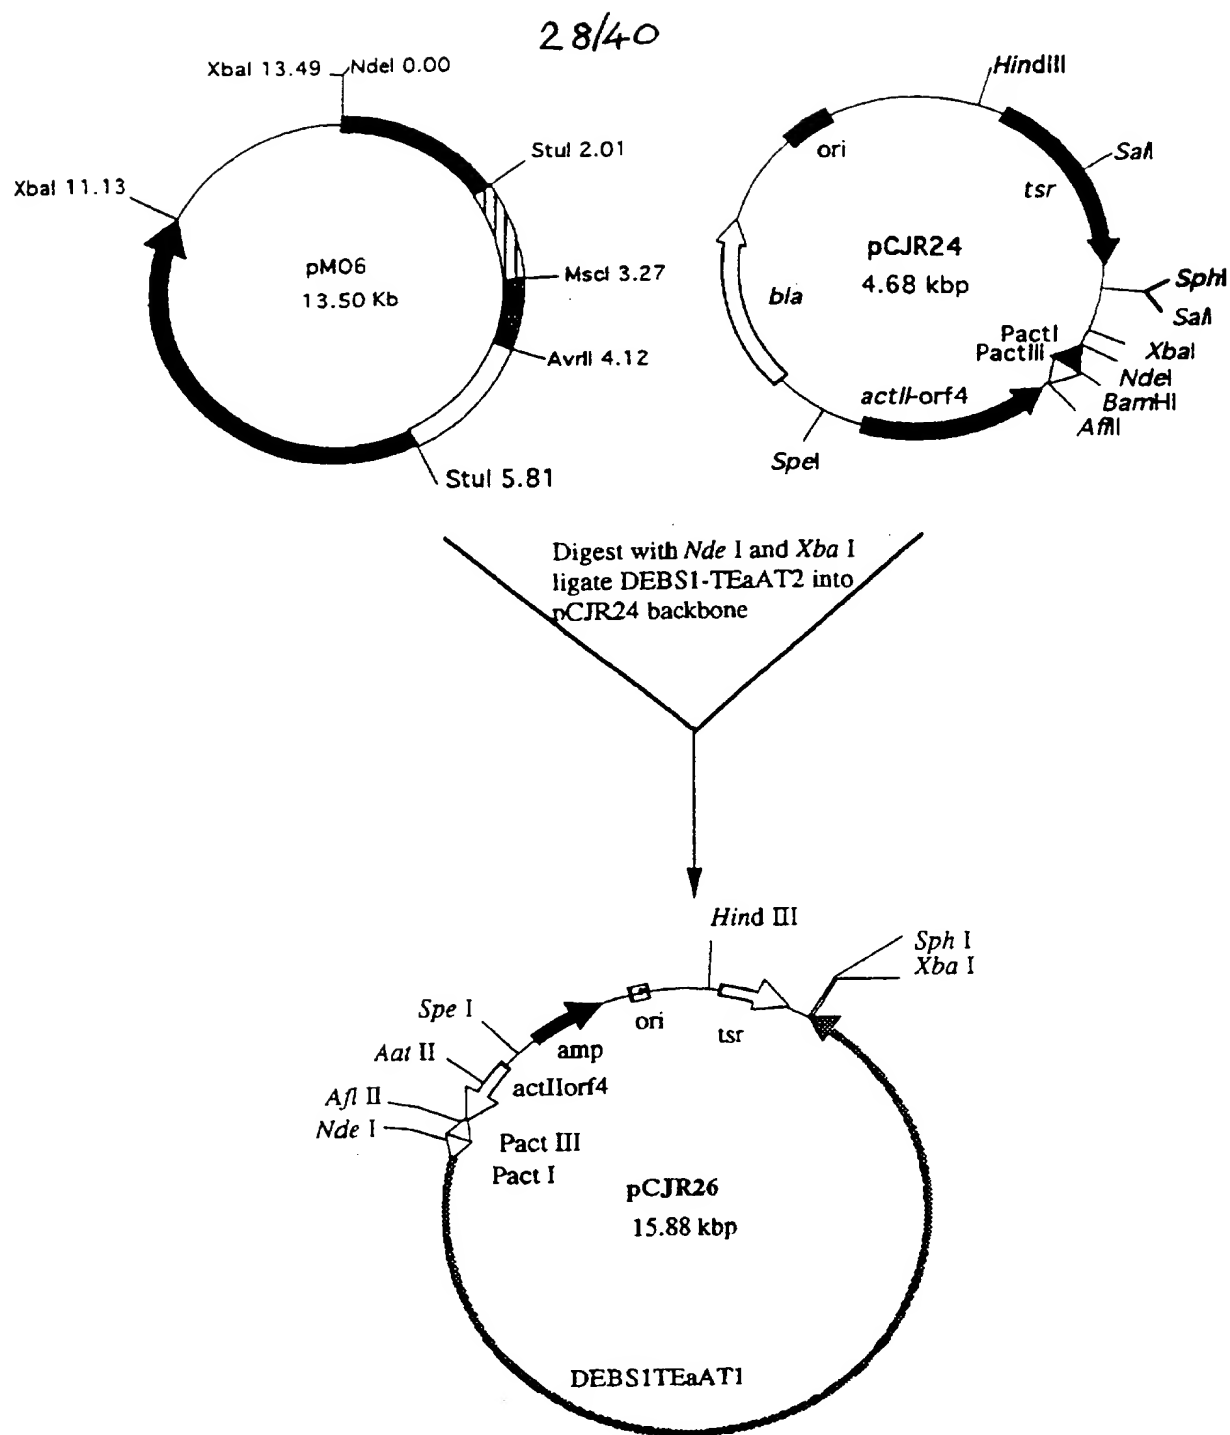 28/40
XbaI 13.49
NdeI 0.00
StuI 2.01
XbaI 11.13
pMO6
13.50 Kb
MscI 3.27
AvrII 4.12
StuI 5.81
HindIII
ori
SalI
tsr
pCJR24
4.68 kbp
bla
SphI
SalI
PactI
PactIII
XbaI
NdeI
BamHI
AflII
actII-orf4
SpeI
Digest with Nde I and Xba I
ligate DEBS1-TEaAT2 into
pCJR24 backbone
Hind III
Sph I
Xba I
Spe I
ori
tsr
amp
Aat II
actIIorf4
Afl II
Nde I
Pact III
Pact I
pCJR26
15.88 kbp
DEBS1TEaAT1